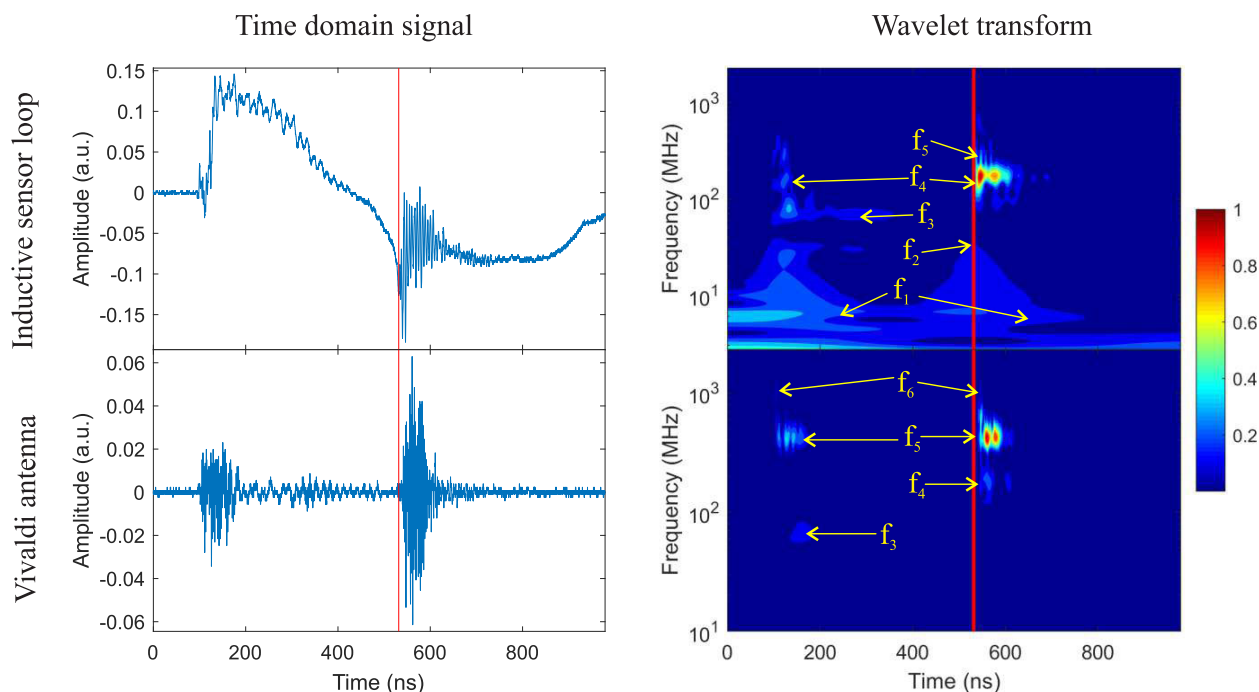 Time domain signal
Wavelet transform
Inductive sensor loop
Amplitude (a.u.)
0.15
0.1
0.05
0
-0.05
-0.1
-0.15
Frequency (MHz)
10³
10²
10¹
f₅
f₄
f₃
f₂
f₁
1
0.8
0.6
0.4
0.2
Vivaldi antenna
Amplitude (a.u.)
0.06
0.04
0.02
0
-0.02
-0.04
-0.06
0 200 400 600 800
Time (ns)
Frequency (MHz)
10³
10²
10¹
f₆
f₅
f₄
f₃
0 200 400 600 800
Time (ns)